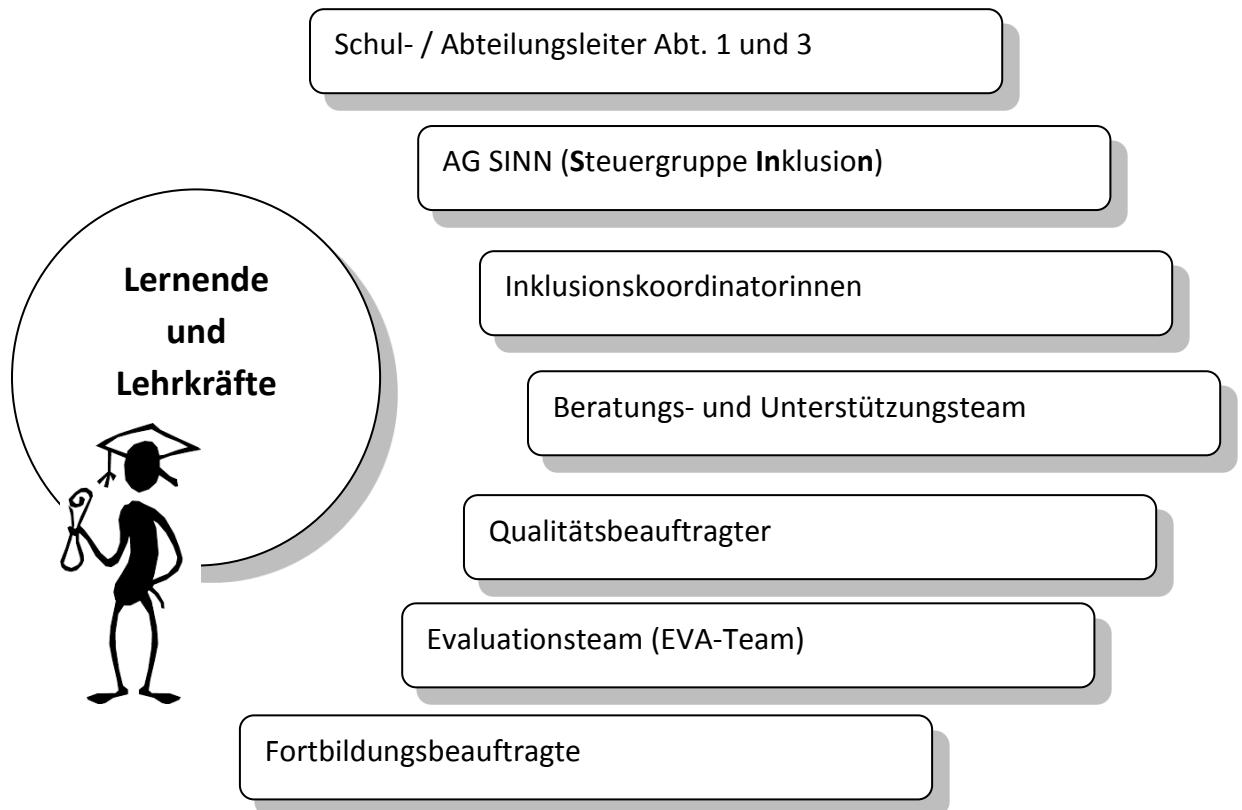 Schul- / Abteilungsleiter Abt. 1 und 3
AG SINN (Steuergruppe Inklusion)
Lernende
und
Lehrkräfte
Inklusionskoordinatorinnen
Beratungs- und Unterstützungsteam
Qualitätsbeauftragter
Evaluationsteam (EVA-Team)
Fortbildungsbeauftragte